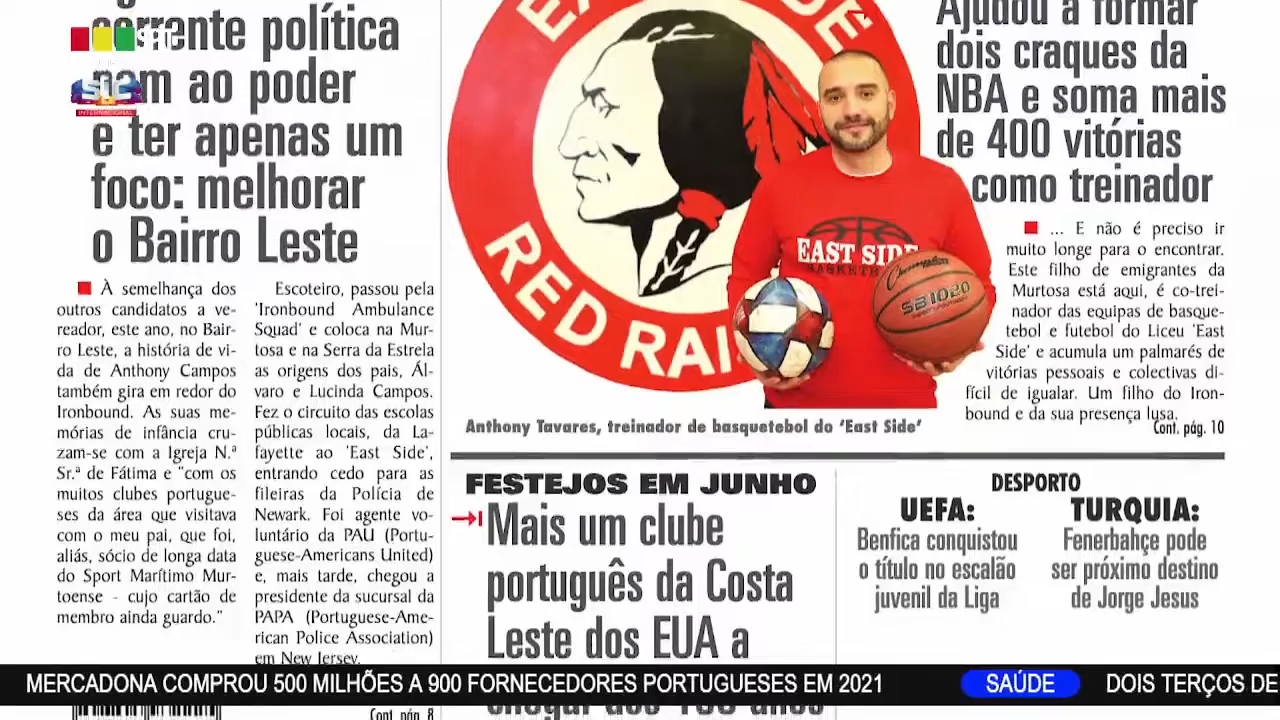 política
ao poder
e ter apenas um
foco: melhorar
o Bairro Leste
À semelhança dos
outros candidatos a ve-
reador, este ano, no Bair-
ro Leste, a história de vi-
da de Anthony Campos
também gira em redor do
Ironbound. As suas me-
mórias de infância cru-
zam-se com a Igreja N.ª
Sr.ª de Fátima e "com os
muitos clubes portugue-
ses da área que visitava
com o meu pai, que foi,
aliás, sócio de longa data
do Sport Marítimo Mur-
toense - cujo cartão de
membro ainda guardo."
Escoteiro, passou pela
'Ironbound Ambulance
Squad' e coloca na Mur-
tosa e na Serra da Estrela
as origens dos pais, Ál-
varo e Lucinda Campos.
Fez o circuito das escolas
públicas locais, da La-
fayette ao 'East Side',
entrando cedo para as
fileiras da Polícia de
Newark. Foi agente vo-
luntário da PAU (Portu-
guese-Americans United)
e, mais tarde, chegou a
presidente da sucursal da
PAPA (Portuguese-Ame-
rican Police Association)
em New Jersey.
Cont. pág. 8
sic
INTERNACIONAL
RED RAI
EAST SIDE
BASKETB
Champion
SB1020
Anthony Tavares, treinador de basquetebol do 'East Side'
Ajudou a formar
dois craques da
NBA e soma mais
de 400 vitórias
como treinador
... E não é preciso ir
muito longe para o encontrar.
Este filho de emigrantes da
Murtosa está aqui, é co-trei-
nador das equipas de basque-
tebol e futebol do Liceu 'East
Side' e acumula um palmarés de
vitórias pessoais e colectivas di-
fícil de igualar. Um filho do Iron-
bound e da sua presença lusa.
Cont. pág. 10
FESTEJOS EM JUNHO
Mais um clube
português da Costa
Leste dos EUA a
chegar aos 100 anos
DESPORTO
UEFA:
Benfica conquistou
o título no escalão
juvenil da Liga
TURQUIA:
Fenerbahçe pode
ser próximo destino
de Jorge Jesus
MERCADONA COMPROU 500 MILHÕES A 900 FORNECEDORES PORTUGUESES EM 2021 SAÚDE DOIS TERÇOS DE